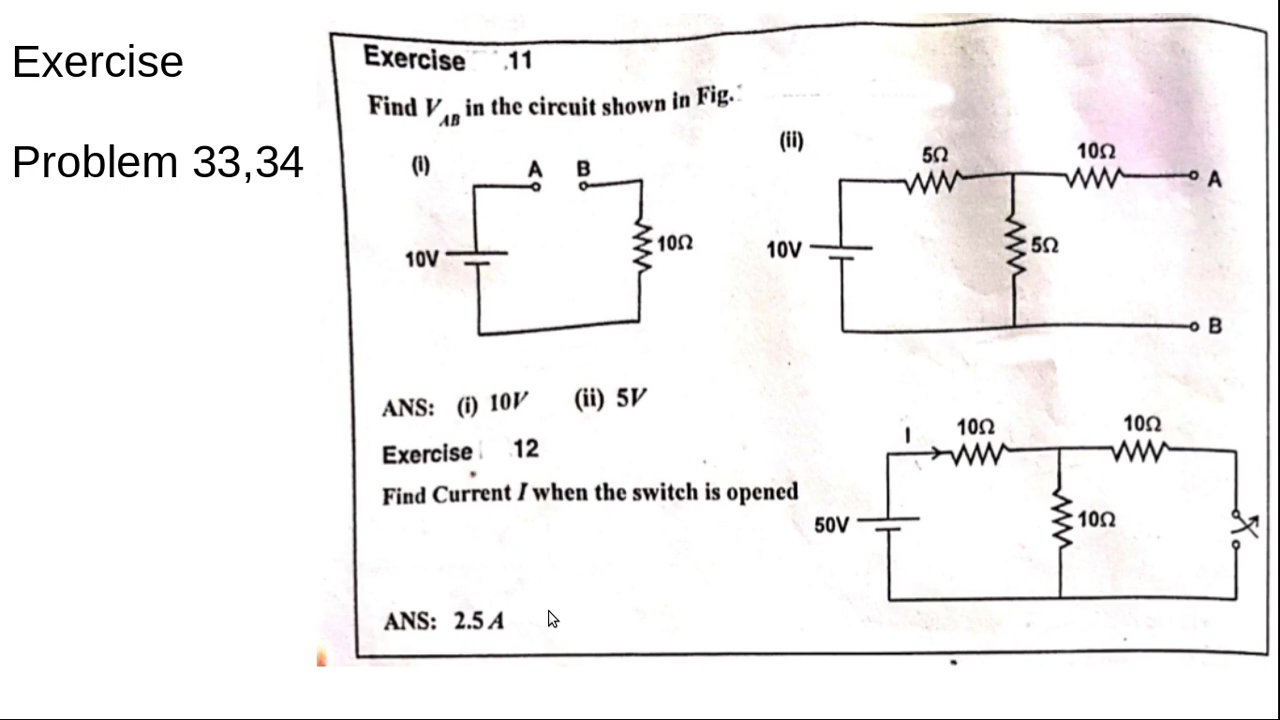 Exercise
Problem 33,34
Exercise .11
Find V_AB in the circuit shown in Fig.
(i)
A B
10V
10Ω
(ii)
5Ω
10Ω
A
10V
5Ω
B
ANS: (i) 10V (ii) 5V
Exercise 12
Find Current I when the switch is opened
I
10Ω
10Ω
50V
10Ω
ANS: 2.5 A